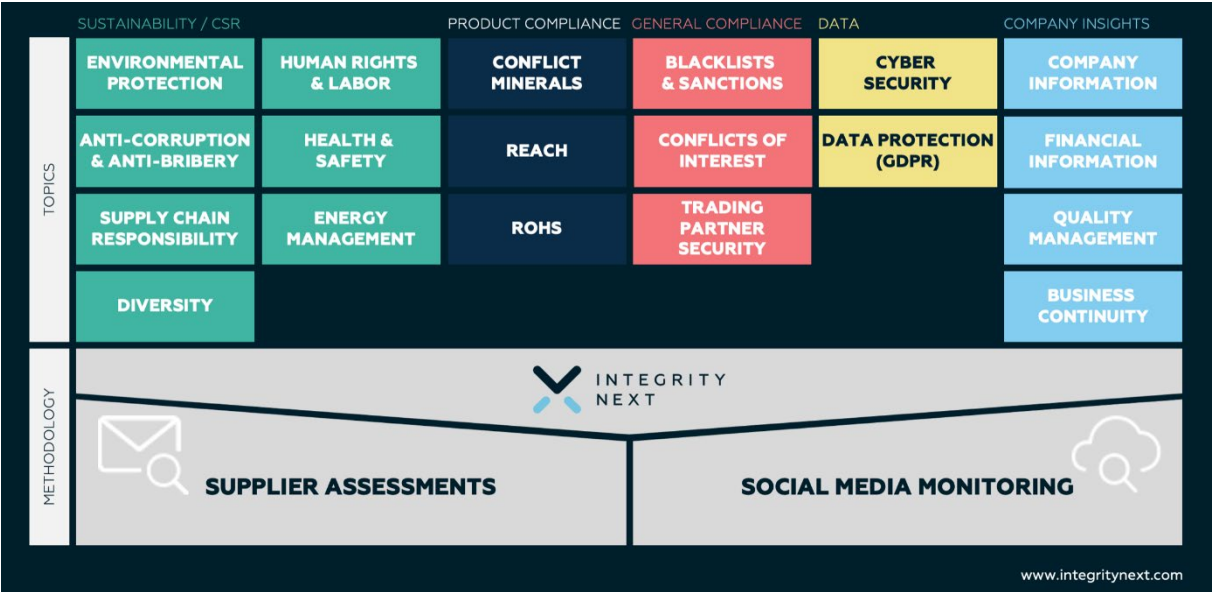 SUSTAINABILITY / CSR
PRODUCT COMPLIANCE
GENERAL COMPLIANCE
DATA
COMPANY INSIGHTS
TOPICS
ENVIRONMENTAL
PROTECTION
HUMAN RIGHTS
& LABOR
CONFLICT
MINERALS
BLACKLISTS
& SANCTIONS
CYBER
SECURITY
COMPANY
INFORMATION
ANTI-CORRUPTION
& ANTI-BRIBERY
HEALTH &
SAFETY
REACH
CONFLICTS OF
INTEREST
DATA PROTECTION
(GDPR)
FINANCIAL
INFORMATION
SUPPLY CHAIN
RESPONSIBILITY
ENERGY
MANAGEMENT
ROHS
TRADING
PARTNER
SECURITY
QUALITY
MANAGEMENT
DIVERSITY
BUSINESS
CONTINUITY
METHODOLOGY
INTEGRITY
NEXT
SUPPLIER ASSESSMENTS
SOCIAL MEDIA MONITORING
www.integritynext.com